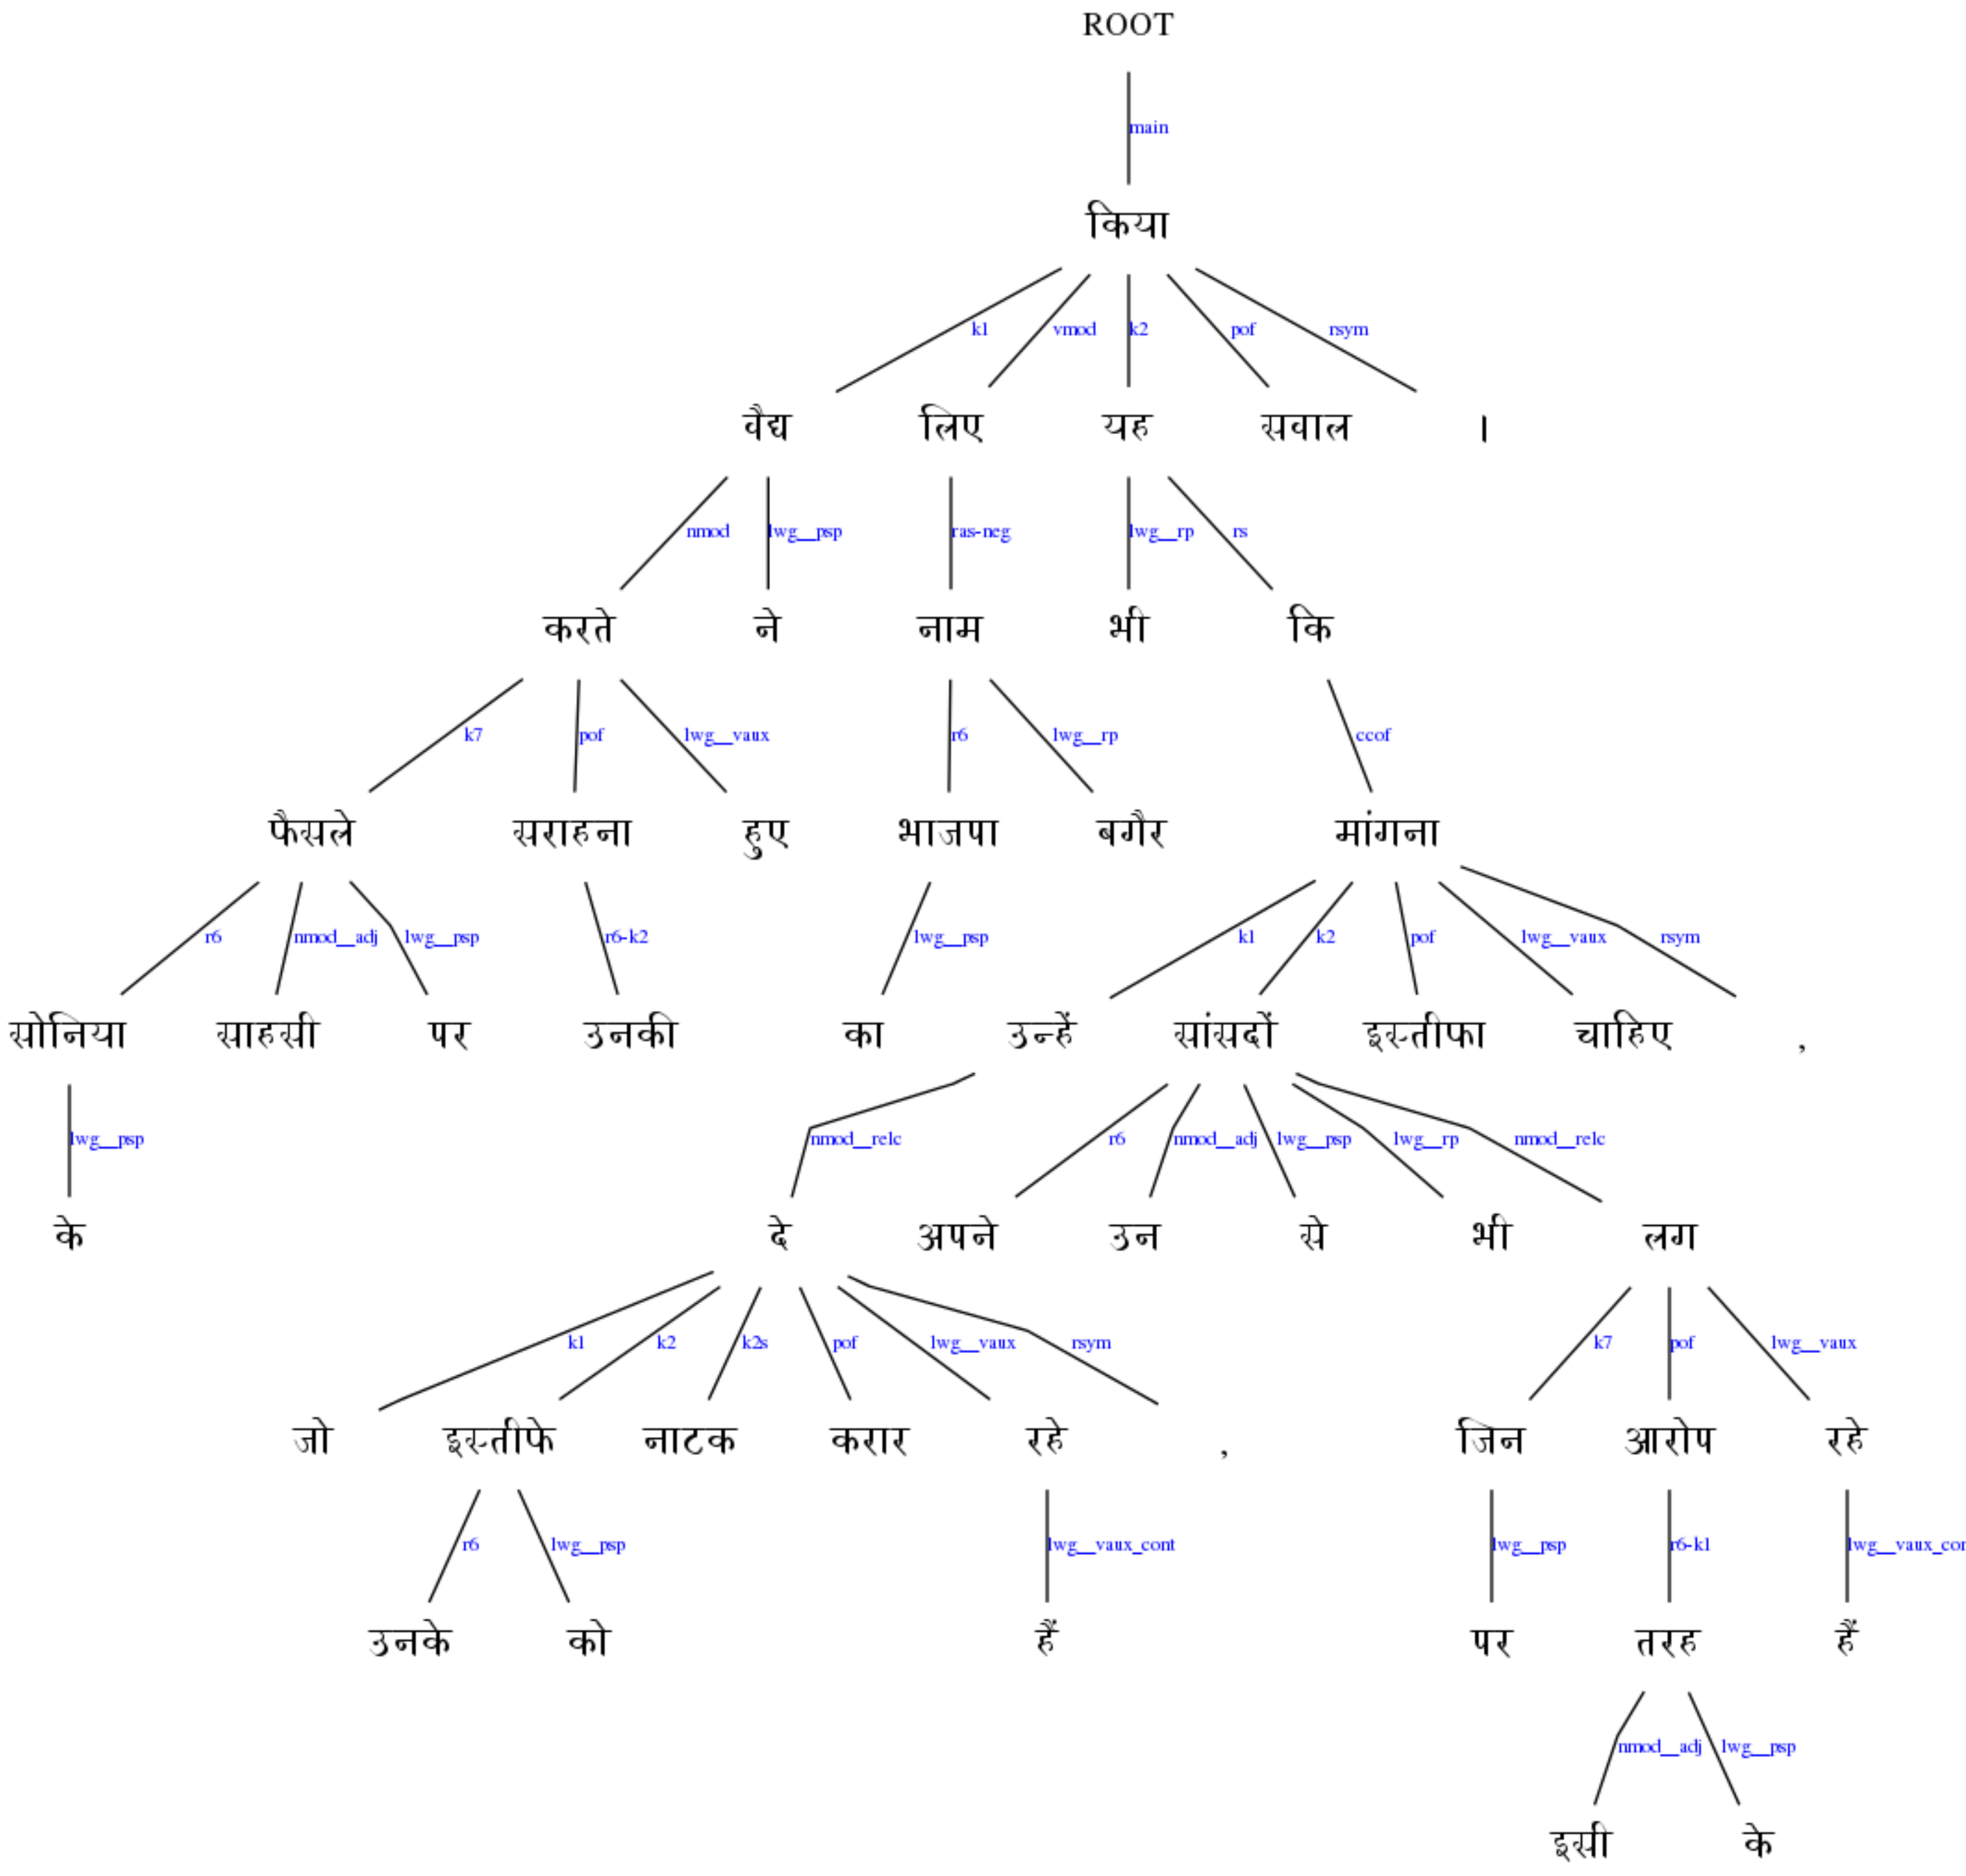 ROOT
main
किया
k1 vmod k2 pof rsym
वैद्य लिए यह सवाल ।
nmod lwg__psp ras-neg lwg__rp rs
करते ने नाम भी कि
k7 pof lwg__vaux r6 lwg__rp ccof
फैसले सराहना हुए भाजपा बगैर मांगना
r6 nmod__adj lwg__psp r6-k2 lwg__psp k1 k2 pof lwg__vaux rsym
सोनिया साहसी पर उनकी का उन्हें सांसदों इस्तीफा चाहिए ,
lwg__psp nmod__relc r6 nmod__adj lwg__psp lwg__rp nmod__relc
के दे अपने उन से भी लग
k1 k2 k2s pof lwg__vaux rsym k7 pof lwg__vaux
जो इस्तीफे नाटक करार रहे , जिन आरोप रहे
r6 lwg__psp lwg__vaux_cont lwg__psp r6-k1 lwg__vaux_cor
उनके को हैं पर तरह हैं
nmod__adj lwg__psp
इसी के